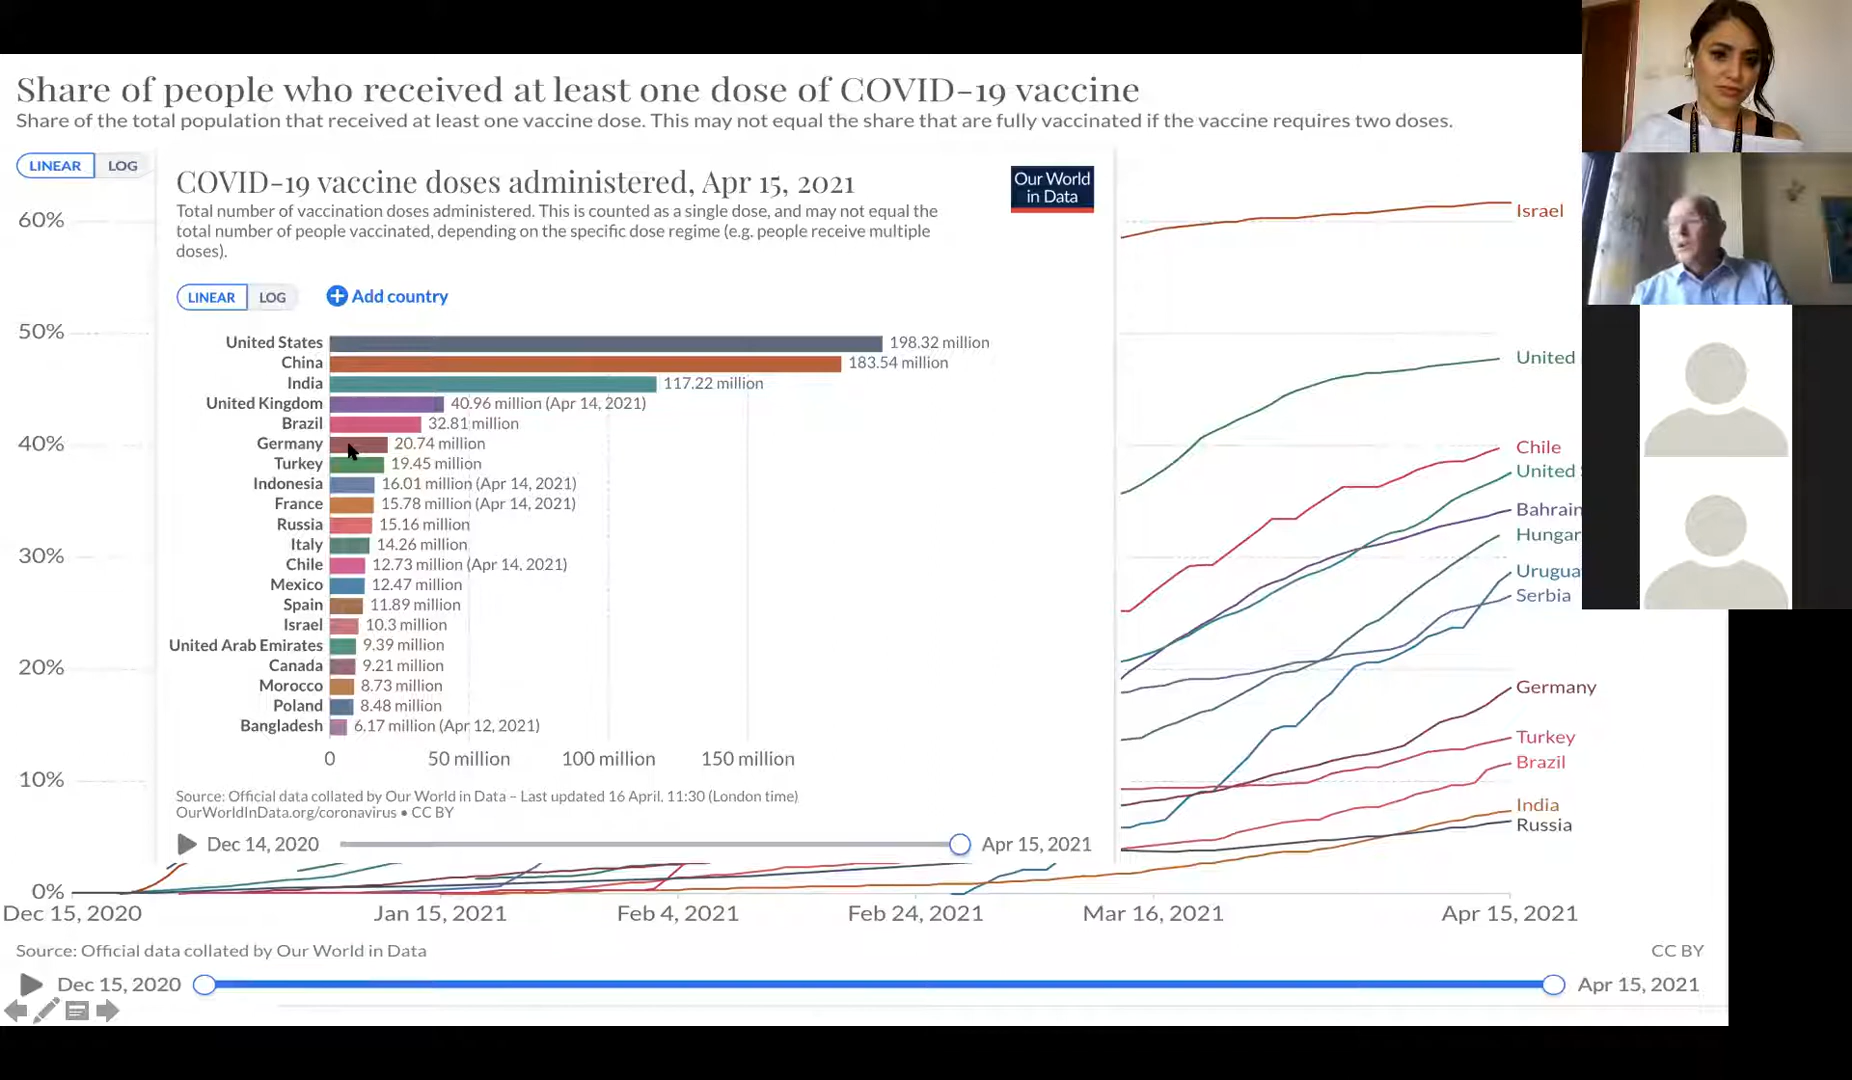 Share of people who received at least one dose of COVID-19 vaccine
Share of the total population that received at least one vaccine dose. This may not equal the share that are fully vaccinated if the vaccine requires two doses.
LINEAR LOG
60%
50%
40%
30%
20%
10%
0%
COVID-19 vaccine doses administered, Apr 15, 2021
Total number of vaccination doses administered. This is counted as a single dose, and may not equal the
total number of people vaccinated, depending on the specific dose regime (e.g. people receive multiple
doses).
Our World
in Data
LINEAR LOG
Add country
United States 198.32 million
China 183.54 million
India 117.22 million
United Kingdom 40.96 million (Apr 14, 2021)
Brazil 32.81 million
Germany 20.74 million
Turkey 19.45 million
Indonesia 16.01 million (Apr 14, 2021)
France 15.78 million (Apr 14, 2021)
Russia 15.16 million
Italy 14.26 million
Chile 12.73 million (Apr 14, 2021)
Mexico 12.47 million
Spain 11.89 million
Israel 10.3 million
United Arab Emirates 9.39 million
Canada 9.21 million
Morocco 8.73 million
Poland 8.48 million
Bangladesh 6.17 million (Apr 12, 2021)
0 50 million 100 million 150 million
Source: Official data collated by Our World in Data – Last updated 16 April, 11:30 (London time)
OurWorldInData.org/coronavirus • CC BY
Dec 14, 2020 Apr 15, 2021
Israel
United
Chile
United
Bahrain
Hungar
Urugua
Serbia
Germany
Turkey
Brazil
India
Russia
Dec 15, 2020 Jan 15, 2021 Feb 4, 2021 Feb 24, 2021 Mar 16, 2021 Apr 15, 2021
Source: Official data collated by Our World in Data CC BY
Dec 15, 2020 Apr 15, 2021